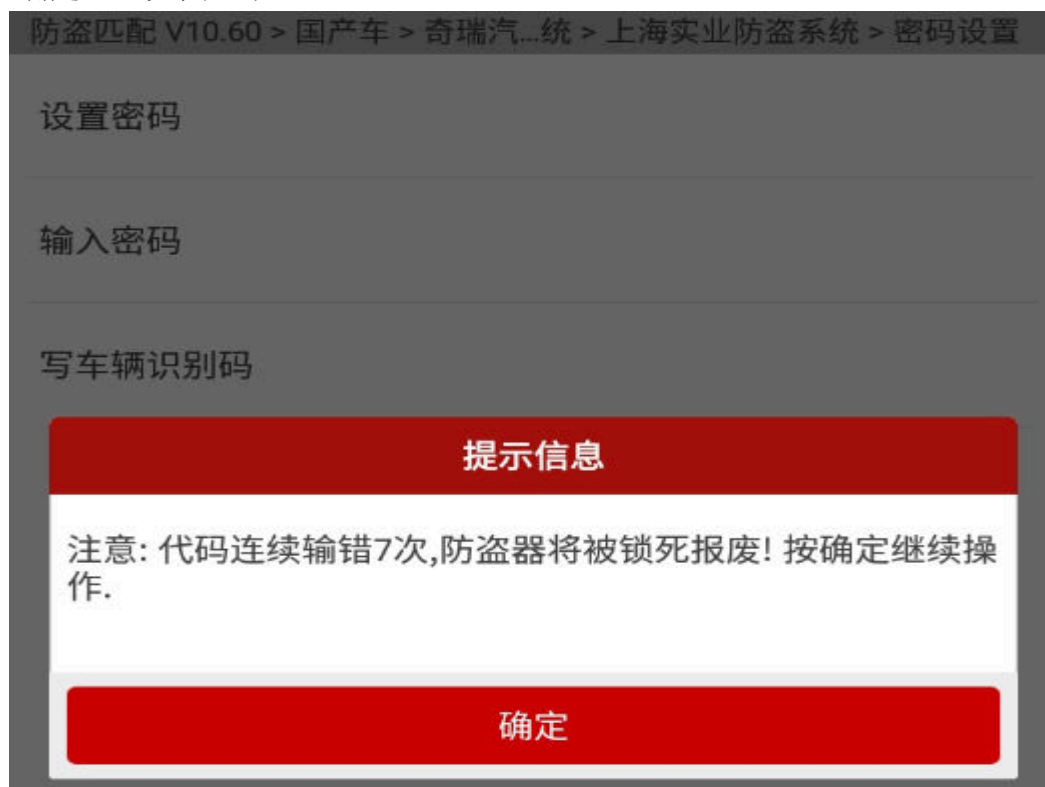 防盗匹配 V10.60 > 国产车 > 奇瑞汽...统 > 上海实业防盗系统 > 密码设置
设置密码
输入密码
写车辆识别码
提示信息
注意: 代码连续输错7次,防盗器将被锁死报废! 按确定继续操
作.
确定